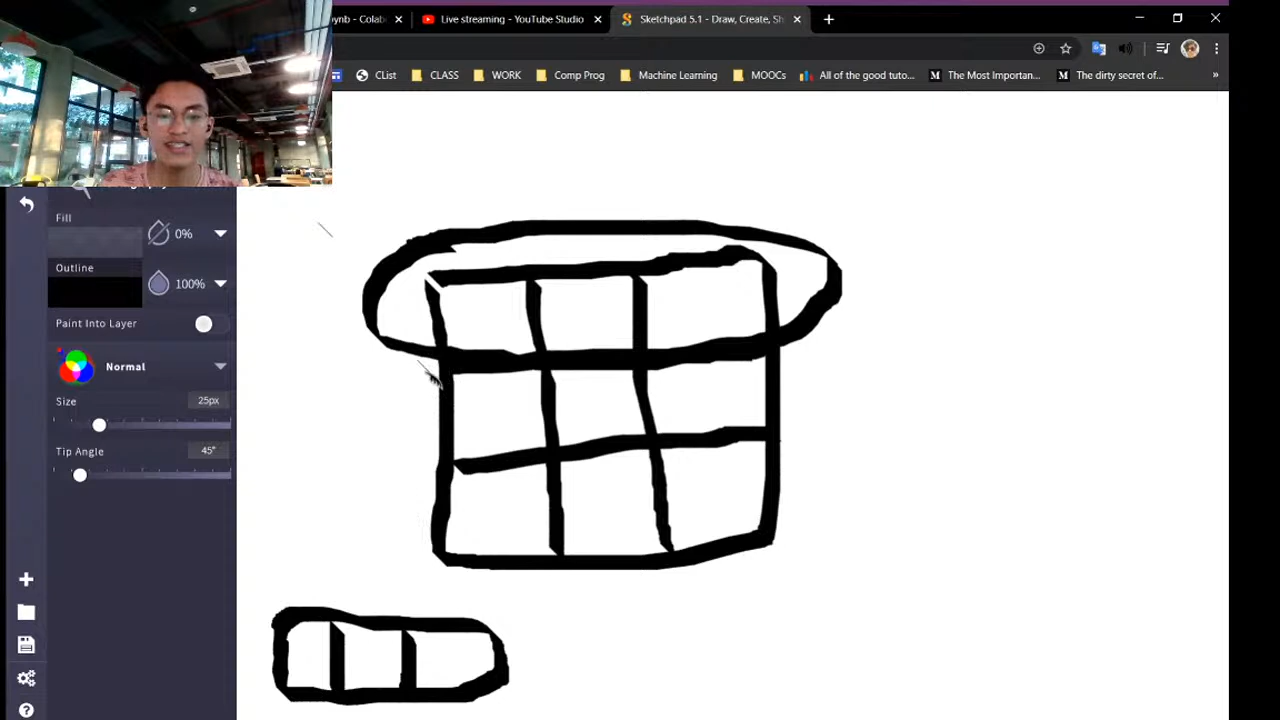 ynb - Colab
Live streaming - YouTube Studio
Sketchpad 5.1 - Draw, Create, Sh
CList
CLASS
WORK
Comp Prog
Machine Learning
MOOCs
All of the good tuto...
The Most Importan...
The dirty secret of...
»
Fill
0%
Outline
100%
Paint Into Layer
Normal
Size
25px
Tip Angle
45°